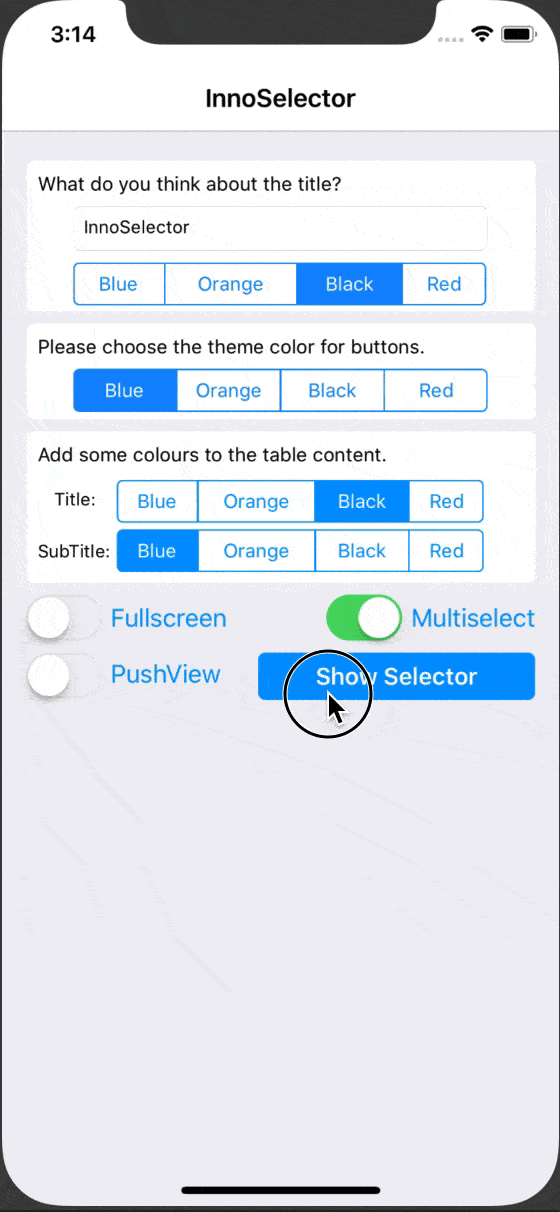 3:14
InnoSelector
What do you think about the title?
InnoSelector
Blue Orange Black Red
Please choose the theme color for buttons.
Blue Orange Black Red
Add some colours to the table content.
Title: Blue Orange Black Red
SubTitle: Blue Orange Black Red
Fullscreen Multiselect
PushView Show Selector